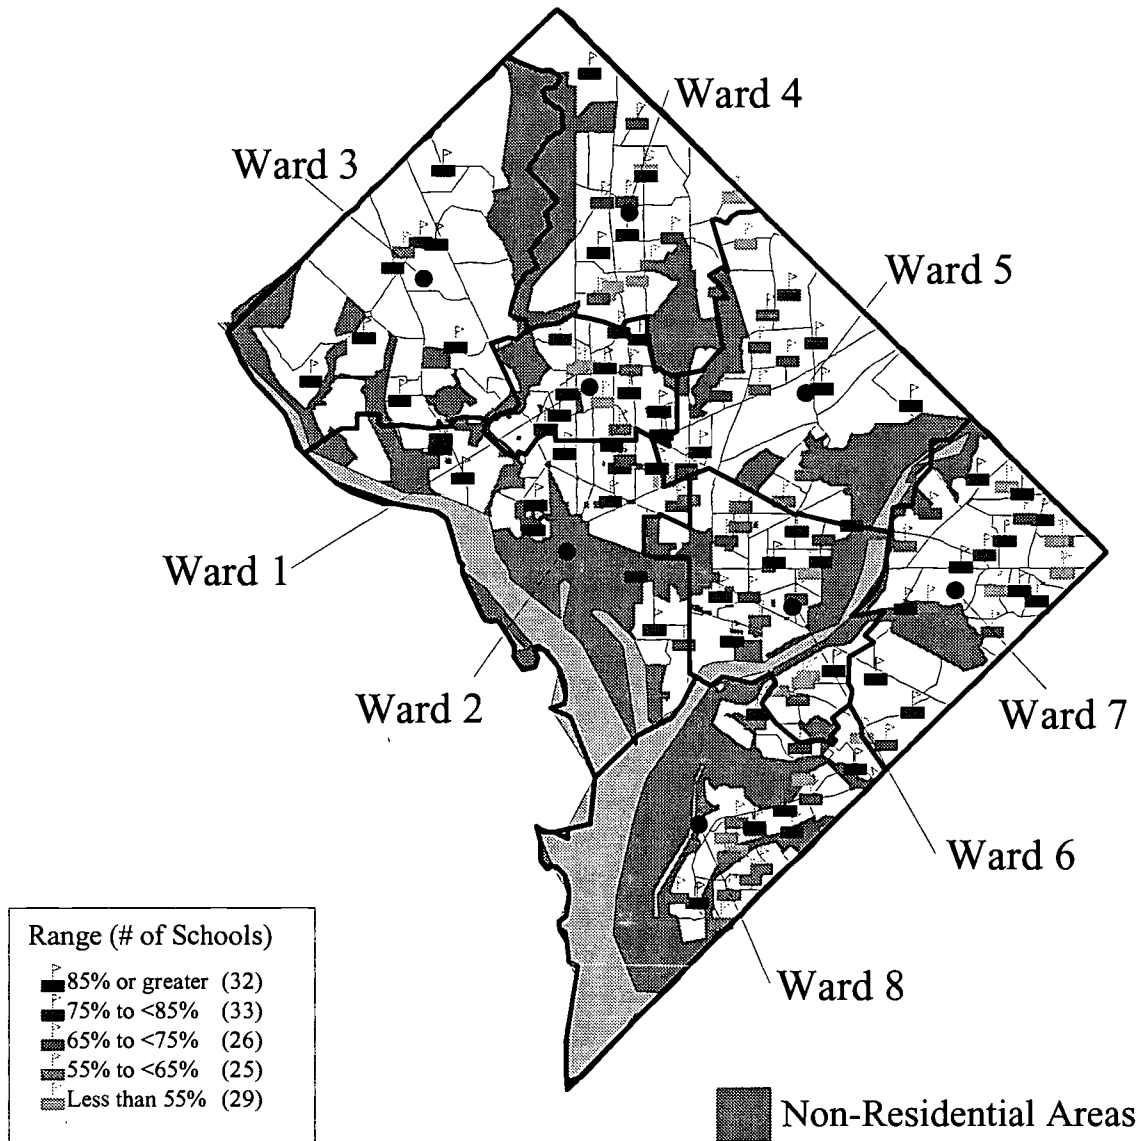 Ward 4
Ward 3
Ward 5
Ward 1
Ward 2
Ward 7
Ward 6
Ward 8
Range (# of Schools)
85% or greater (32)
75% to <85% (33)
65% to <75% (26)
55% to <65% (25)
Less than 55% (29)
Non-Residential Areas